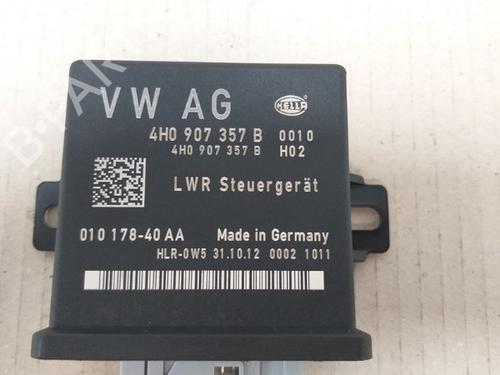 VW AG
HELLA
4H0 907 357 B 0010
4H0 907 357 B H02
LWR Steuergerät
010 178-40 AA Made in Germany
HLR-0W5 31.10.12 0002 1011
B-PAR